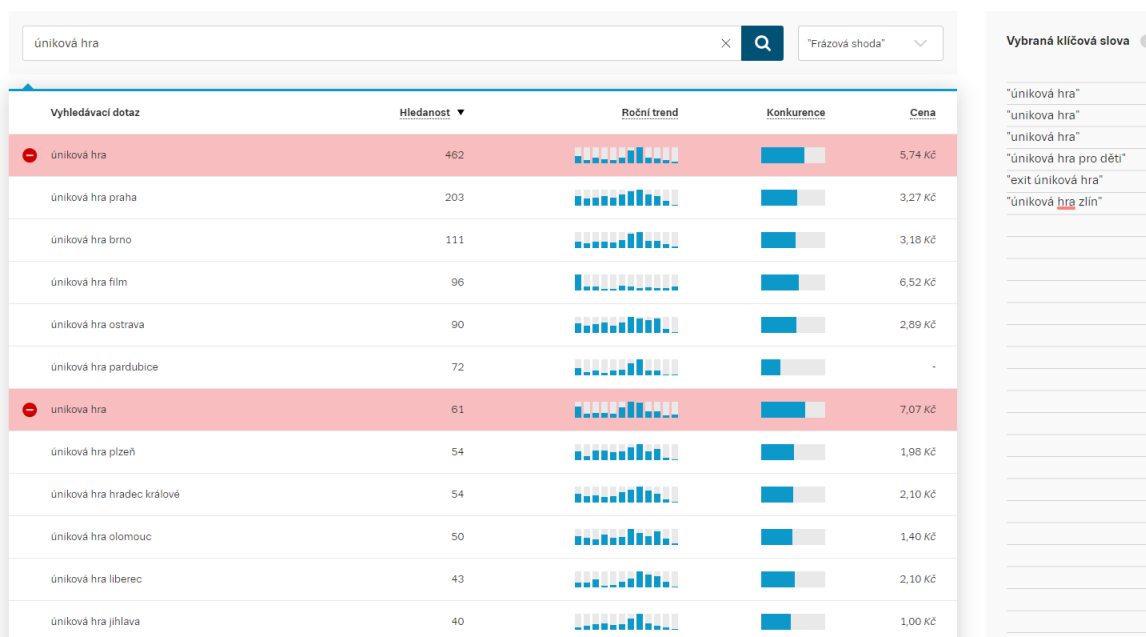 úniková hra
"Frázová shoda"
Vyhledávací dotaz Hledanost ▼ Roční trend Konkurence Cena
úniková hra 462 5,74 Kč
úniková hra praha 203 3,27 Kč
úniková hra brno 111 3,18 Kč
úniková hra film 96 6,52 Kč
úniková hra ostrava 90 2,89 Kč
úniková hra pardubice 72 -
unikova hra 61 7,07 Kč
úniková hra plzeň 54 1,98 Kč
úniková hra hradec králové 54 2,10 Kč
úniková hra olomouc 50 1,40 Kč
úniková hra liberec 43 2,10 Kč
úniková hra jihlava 40 1,00 Kč
Vybraná klíčová slova
"úniková hra"
"unikova hra"
"uniková hra"
"úniková hra pro děti"
"exit úniková hra"
"úniková hra zlín"